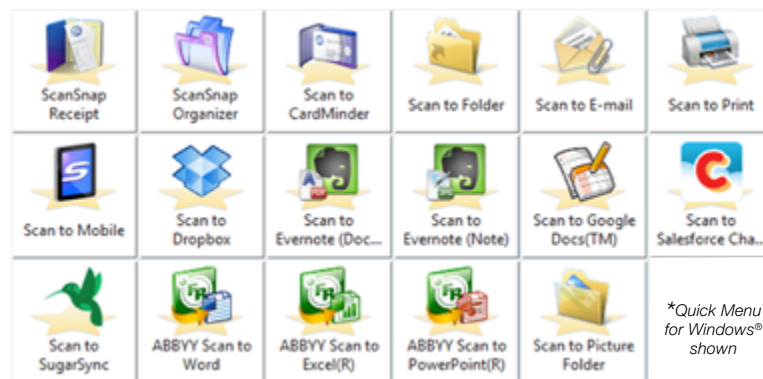 ScanSnap
Receipt
ScanSnap
Organizer
Scan to
CardMinder
Scan to Folder
Scan to E-mail
Scan to Print
Scan to Mobile
Scan to
Dropbox
Scan to
Evernote (Doc...
Scan to
Evernote (Note)
Scan to Google
Docs(TM)
Scan to
Salesforce Cha...
Scan to
SugarSync
ABBYY Scan to
Word
ABBYY Scan to
Excel(R)
ABBYY Scan to
PowerPoint(R)
Scan to Picture
Folder
*Quick Menu
for Windows®
shown